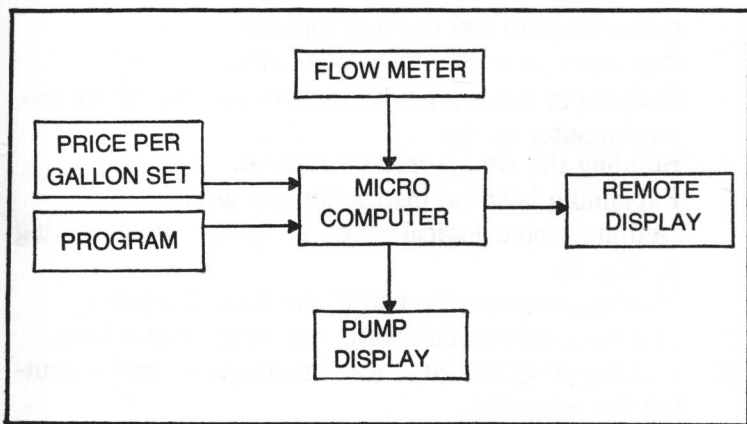 FLOW METER
PRICE PER
GALLON SET
PROGRAM
MICRO
COMPUTER
REMOTE
DISPLAY
PUMP
DISPLAY